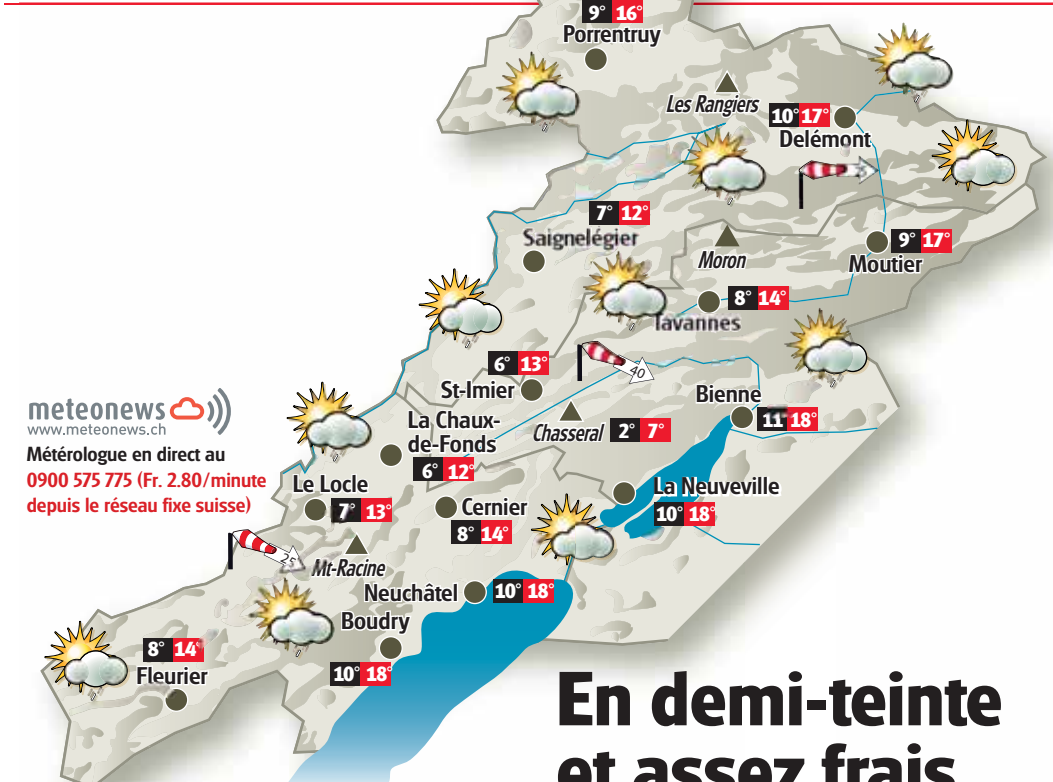 9° 16°
Porrentruy
Les Rangiers
10° 17°
Delémont
25
7° 12°
Saignelégier
Moron
9° 17°
Moutier
8° 14°
Tavannes
40
6° 13°
St-Imier
Bienne
11° 18°
Chasseral 2° 7°
La Chaux-
de-Fonds
6° 12°
meteonews
www.meteonews.ch
Métérologue en direct au
0900 575 775 (Fr. 2.80/minute
depuis le réseau fixe suisse)
Le Locle
7° 13°
Cernier
8° 14°
La Neuveville
10° 18°
25
Mt-Racine
Neuchâtel 10° 18°
Boudry
10° 18°
8° 14°
Fleurier
En demi-teinte
et assez frais